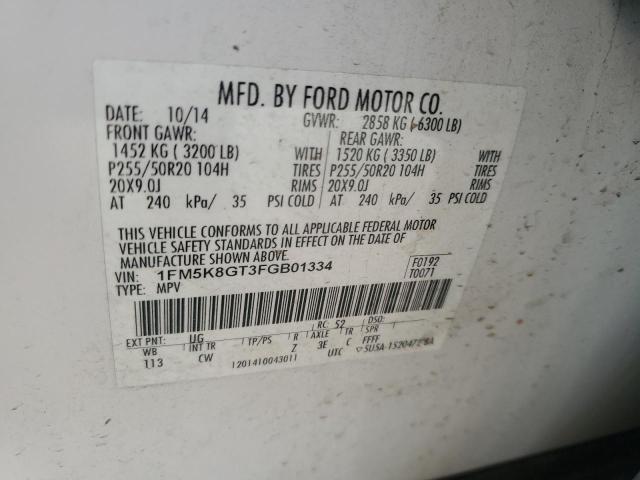 MFD. BY FORD MOTOR CO.
DATE: 10/14 GVWR: 2858 KG ( 6300 LB)
FRONT GAWR: REAR GAWR:
1452 KG ( 3200 LB) WITH 1520 KG ( 3350 LB) WITH
P255/50R20 104H TIRES P255/50R20 104H TIRES
20X9.0J RIMS 20X9.0J RIMS
AT 240 kPa/ 35 PSI COLD AT 240 kPa/ 35 PSI COLD
THIS VEHICLE CONFORMS TO ALL APPLICABLE FEDERAL MOTOR
VEHICLE SAFETY STANDARDS IN EFFECT ON THE DATE OF
MANUFACTURE SHOWN ABOVE.
VIN: 1FM5K8GT3FGB01334 F0192
TYPE: MPV T0071
EXT PNT: UG RC: 52 DSO:
WB INT TR TP/PS R AXLE TR SPR
113 CW Z 3E C FFFF
1201410043011 UTC